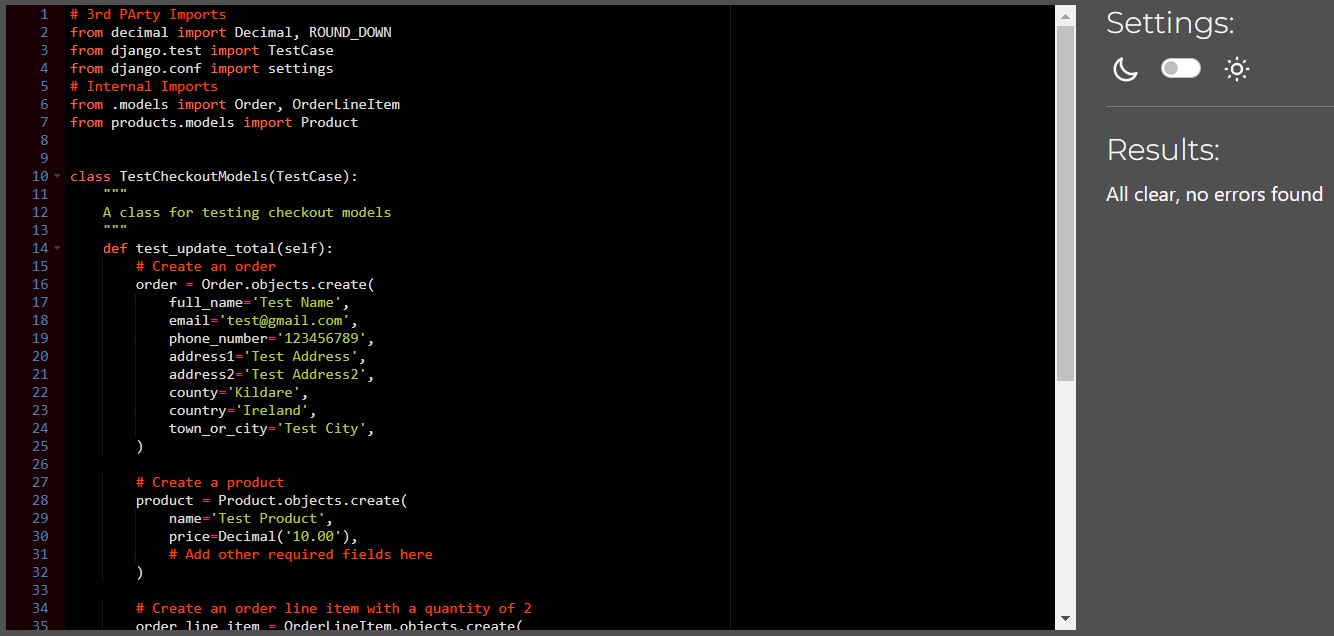 1 # 3rd PArty Imports
2 from decimal import Decimal, ROUND_DOWN
3 from django.test import TestCase
4 from django.conf import settings
5 # Internal Imports
6 from .models import Order, OrderLineItem
7 from products.models import Product
8
9
10 class TestCheckoutModels(TestCase):
11     """
12     A class for testing checkout models
13     """
14     def test_update_total(self):
15         # Create an order
16         order = Order.objects.create(
17             full_name='Test Name',
18             email='test@gmail.com',
19             phone_number='123456789',
20             address1='Test Address',
21             address2='Test Address2',
22             county='Kildare',
23             country='Ireland',
24             town_or_city='Test City',
25         )
26
27         # Create a product
28         product = Product.objects.create(
29             name='Test Product',
30             price=Decimal('10.00'),
31             # Add other required fields here
32         )
33
34         # Create an order line item with a quantity of 2
35         order_line_item = OrderLineItem.objects.create(
Settings:
Results:
All clear, no errors found